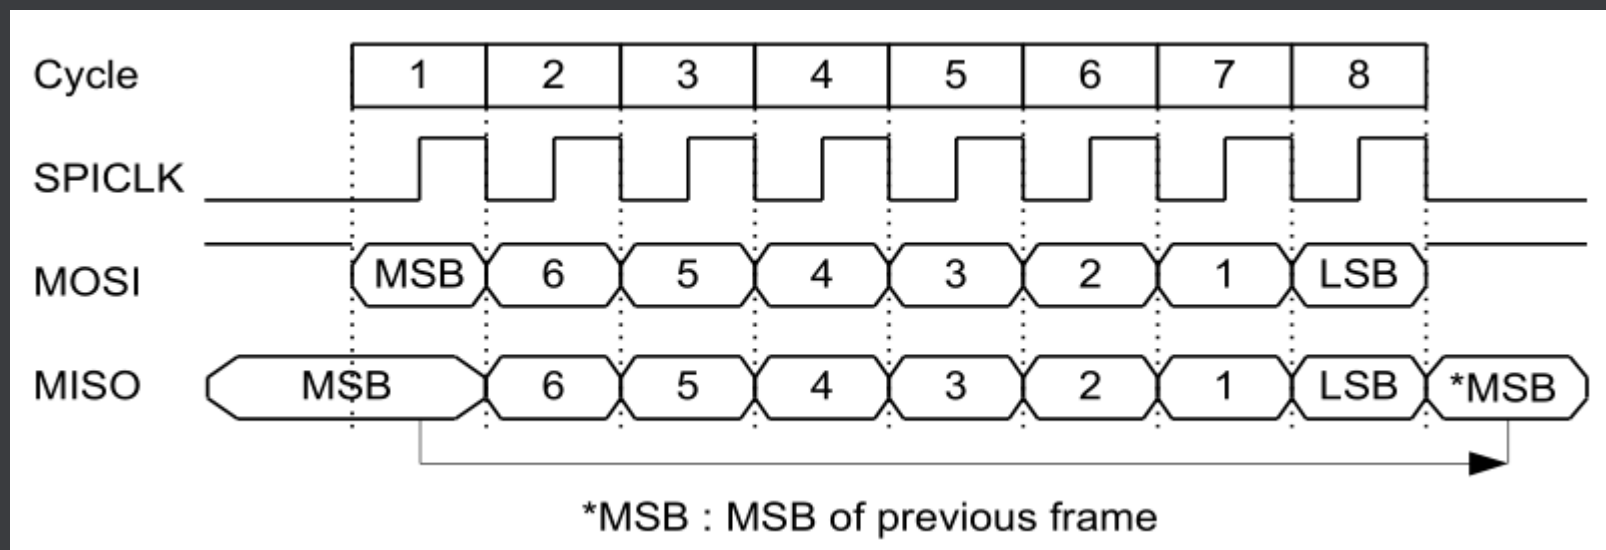 Cycle 1 2 3 4 5 6 7 8
SPICLK
MOSI MSB 6 5 4 3 2 1 LSB
MISO MSB 6 5 4 3 2 1 LSB *MSB
*MSB : MSB of previous frame